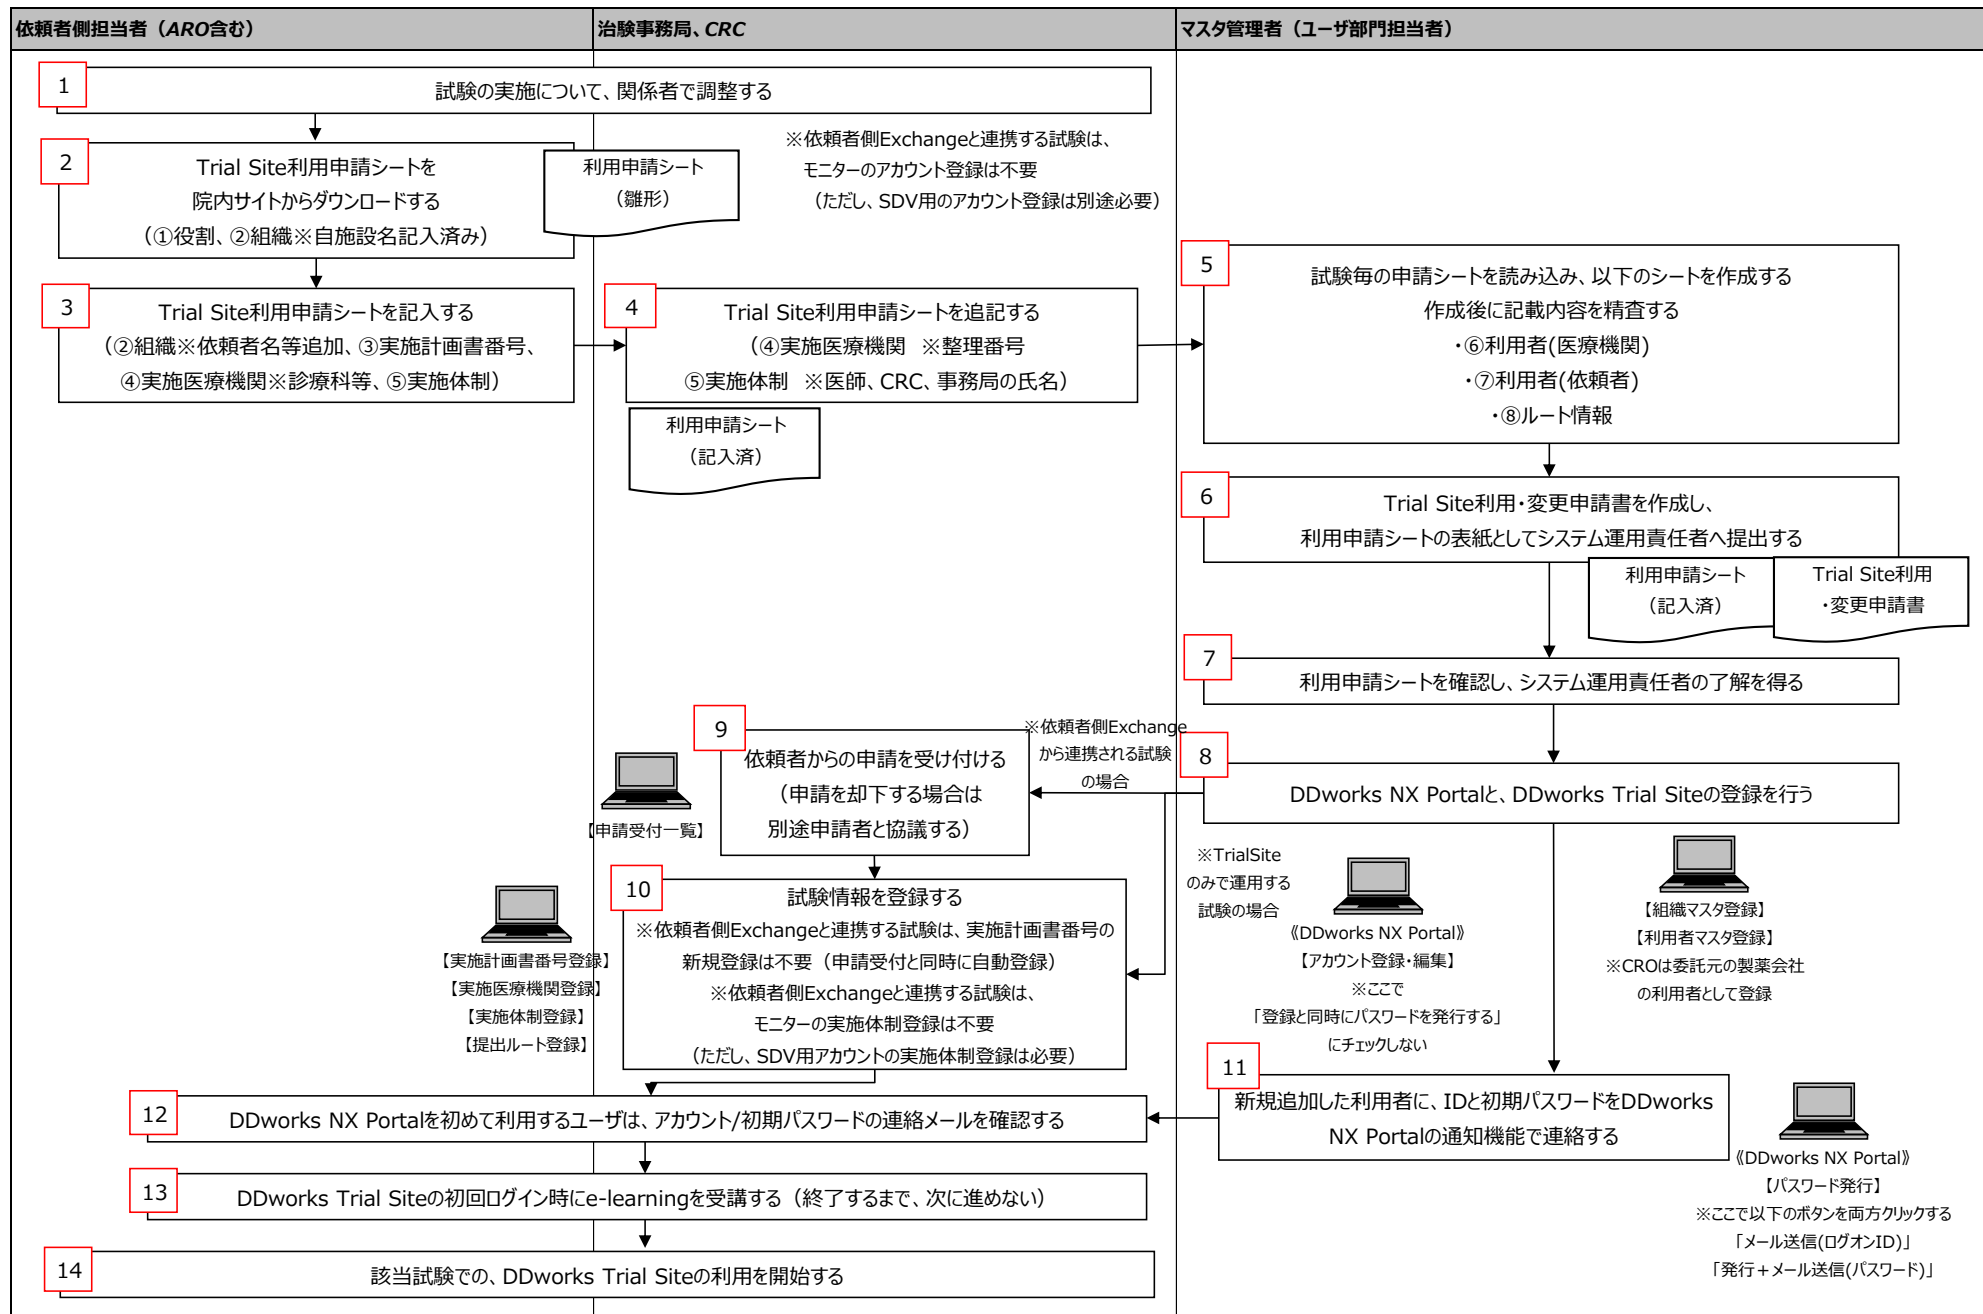 依頼者側担当者（ARO含む）
治験事務局、CRC
マスタ管理者（ユーザ部門担当者）
1
試験の実施について、関係者で調整する
2
Trial Site利用申請シートを
院内サイトからダウンロードする
（①役割、②組織※自施設名記入済み）
利用申請シート
（雛形）
※依頼者側Exchangeと連携する試験は、
モニターのアカウント登録は不要
（ただし、SDV用のアカウント登録は別途必要）
3
Trial Site利用申請シートを記入する
（②組織※依頼者名等追加、③実施計画書番号、
④実施医療機関※診療科等、⑤実施体制）
4
Trial Site利用申請シートを追記する
（④実施医療機関　※整理番号
⑤実施体制　※医師、CRC、事務局の氏名）
利用申請シート
（記入済）
5
試験毎の申請シートを読み込み、以下のシートを作成する
作成後に記載内容を精査する
・⑥利用者(医療機関)
・⑦利用者(依頼者)
・⑧ルート情報
6
Trial Site利用・変更申請書を作成し、
利用申請シートの表紙としてシステム運用責任者へ提出する
利用申請シート
（記入済）
Trial Site利用
・変更申請書
7
利用申請シートを確認し、システム運用責任者の了解を得る
8
DDworks NX Portalと、DDworks Trial Siteの登録を行う
※依頼者側Exchange
から連携される試験
の場合
9
依頼者からの申請を受け付ける
（申請を却下する場合は
別途申請者と協議する）
【申請受付一覧】
※TrialSite
のみで運用する
試験の場合
《DDworks NX Portal》
【アカウント登録・編集】
※ここで
「登録と同時にパスワードを発行する」
にチェックしない
【組織マスタ登録】
【利用者マスタ登録】
※CROは委託元の製薬会社
の利用者として登録
10
試験情報を登録する
※依頼者側Exchangeと連携する試験は、実施計画書番号の
新規登録は不要（申請受付と同時に自動登録）
※依頼者側Exchangeと連携する試験は、
モニターの実施体制登録は不要
（ただし、SDV用アカウントの実施体制登録は必要）
【実施計画書番号登録】
【実施医療機関登録】
【実施体制登録】
【提出ルート登録】
11
新規追加した利用者に、IDと初期パスワードをDDworks
NX Portalの通知機能で連絡する
《DDworks NX Portal》
【パスワード発行】
※ここで以下のボタンを両方クリックする
「メール送信(ログオンID)」
「発行＋メール送信(パスワード)」
12
DDworks NX Portalを初めて利用するユーザは、アカウント/初期パスワードの連絡メールを確認する
13
DDworks Trial Siteの初回ログイン時にe-learningを受講する（終了するまで、次に進めない）
14
該当試験での、DDworks Trial Siteの利用を開始する